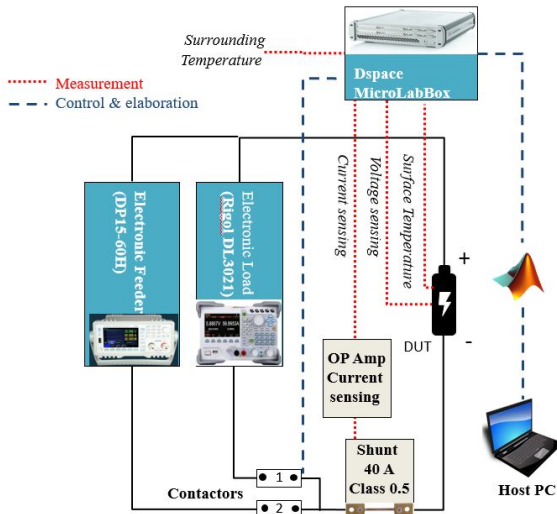 Surrounding
Temperature
Measurement
Control & elaboration
Dspace
MicroLabBox
Electronic Feeder
(DP15-60H)
Electronic Load
(Rigol DL3021)
Current sensing
Voltage sensing
Surface Temperature
+
DUT
-
OP Amp
Current
sensing
Shunt
40 A
Class 0.5
Contactors
1
2
Host PC